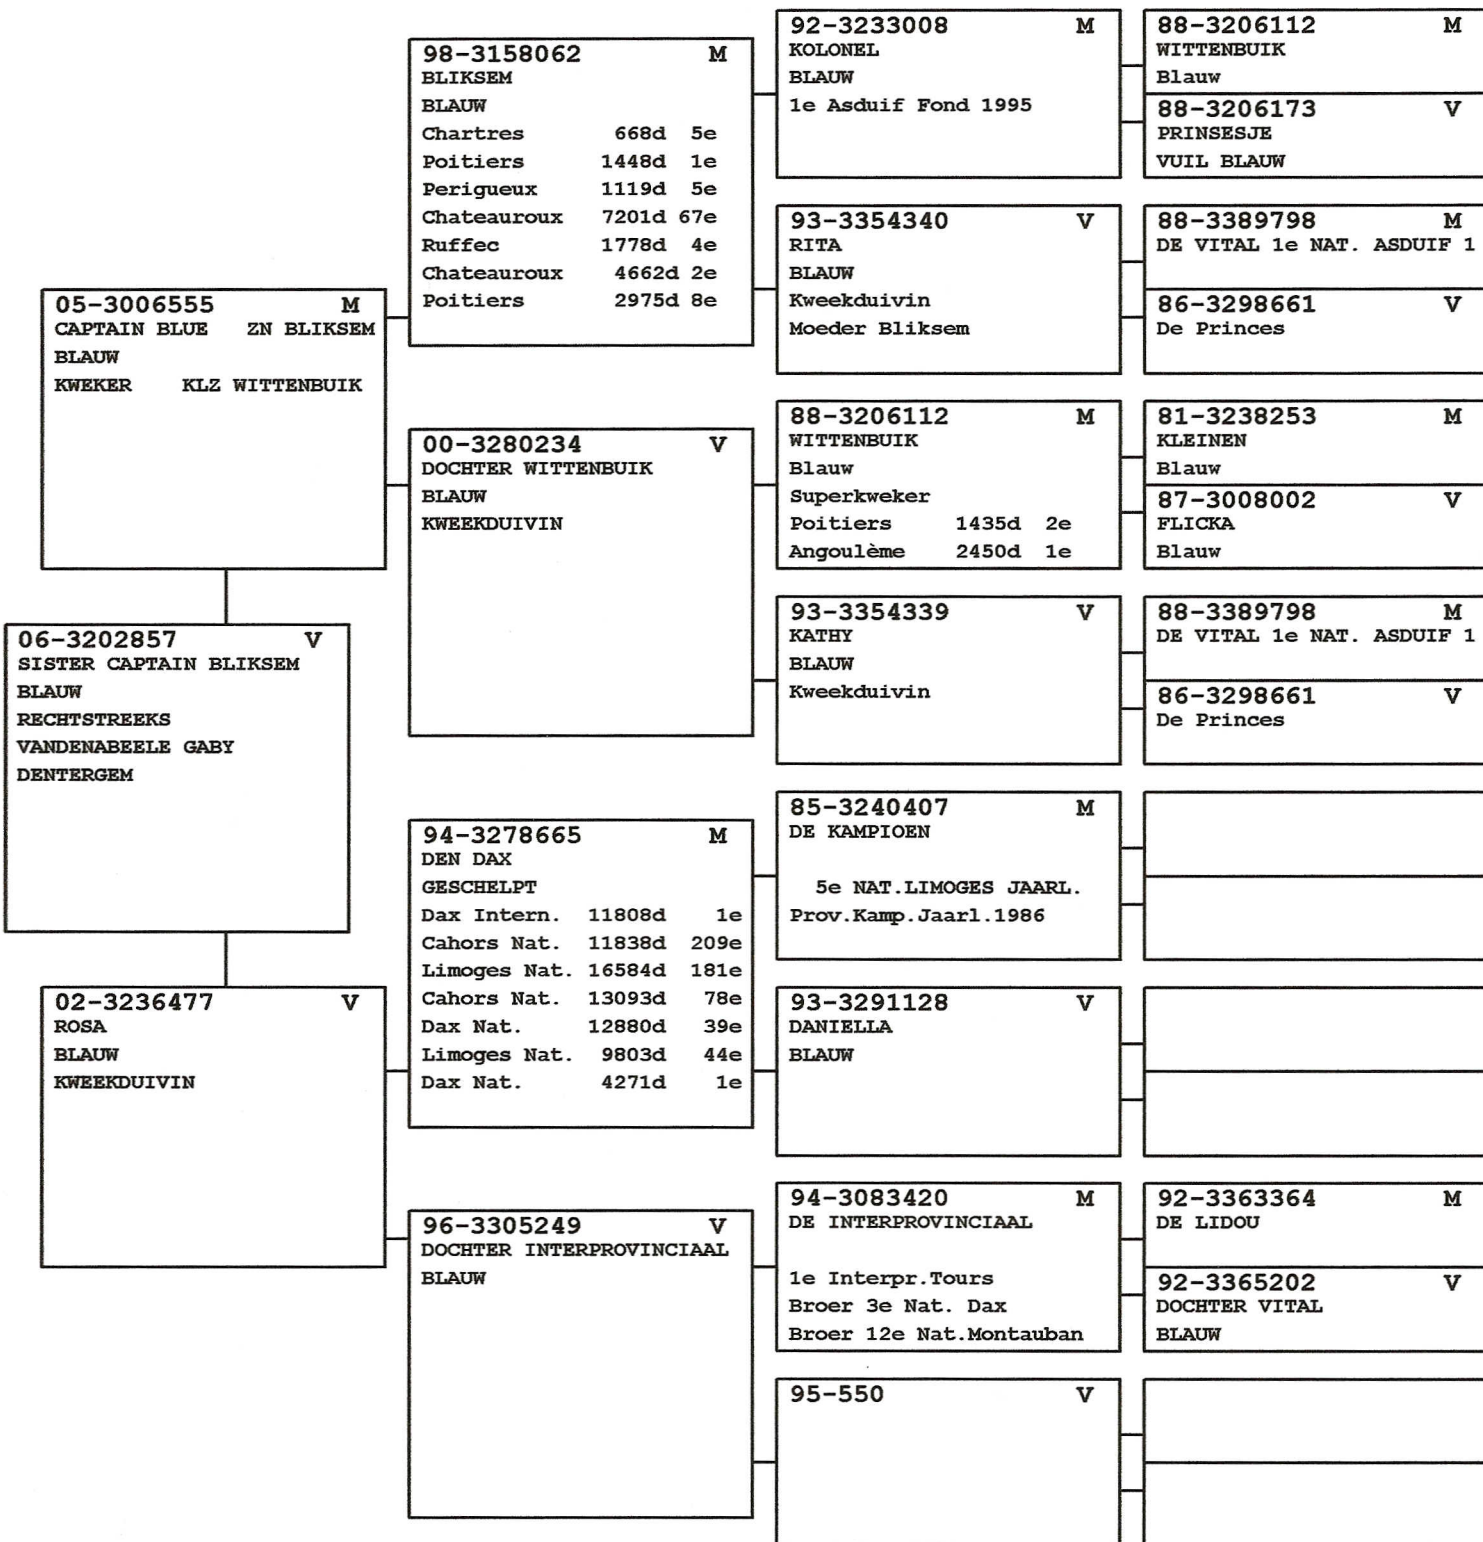 06-3202857 V
SISTER CAPTAIN BLIKSEM
BLAUW
RECHTSTREEKS
VANDENABEELE GABY
DENTERGEM
05-3006555 M
CAPTAIN BLUE ZN BLIKSEM
BLAUW
KWEKER KLZ WITTENBUIK
02-3236477 V
ROSA
BLAUW
KWEEKDUIVIN
98-3158062 M
BLIKSEM
BLAUW
Chartres 668d 5e
Poitiers 1448d 1e
Perigueux 1119d 5e
Chateauroux 7201d 67e
Ruffec 1778d 4e
Chateauroux 4662d 2e
Poitiers 2975d 8e
00-3280234 V
DOCHTER WITTENBUIK
BLAUW
KWEEKDUIVIN
94-3278665 M
DEN DAX
GESCHELPT
Dax Intern. 11808d 1e
Cahors Nat. 11838d 209e
Limoges Nat. 16584d 181e
Cahors Nat. 13093d 78e
Dax Nat. 12880d 39e
Limoges Nat. 9803d 44e
Dax Nat. 4271d 1e
96-3305249 V
DOCHTER INTERPROVINCIAAL
BLAUW
92-3233008 M
KOLONEL
BLAUW
1e Asduif Fond 1995
93-3354340 V
RITA
BLAUW
Kweekduivin
Moeder Bliksem
88-3206112 M
WITTENBUIK
Blauw
Superkweker
Poitiers 1435d 2e
Angoulème 2450d 1e
93-3354339 V
KATHY
BLAUW
Kweekduivin
85-3240407 M
DE KAMPIOEN
5e NAT.LIMOGES JAARL.
Prov.Kamp.Jaarl.1986
93-3291128 V
DANIELLA
BLAUW
94-3083420 M
DE INTERPROVINCIAAL
1e Interpr.Tours
Broer 3e Nat. Dax
Broer 12e Nat.Montauban
95-550 V
88-3206112 M
WITTENBUIK
Blauw
88-3206173 V
PRINSESJE
VUIL BLAUW
88-3389798 M
DE VITAL 1e NAT. ASDUIF 1
86-3298661 V
De Princes
81-3238253 M
KLEINEN
Blauw
87-3008002 V
FLICKA
Blauw
88-3389798 M
DE VITAL 1e NAT. ASDUIF 1
86-3298661 V
De Princes
92-3363364 M
DE LIDOU
92-3365202 V
DOCHTER VITAL
BLAUW